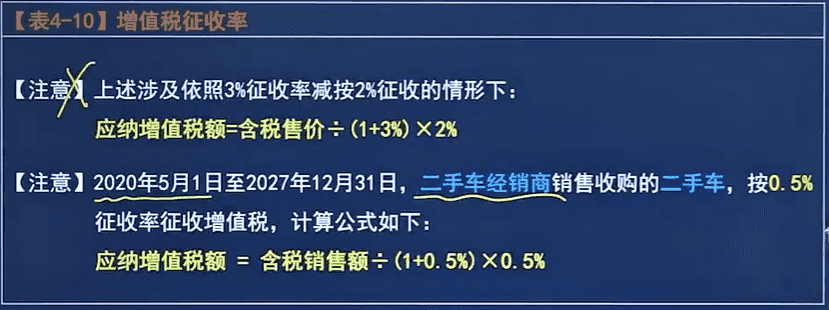 【表4-10】增值税征收率
【注意】上述涉及依照3%征收率减按2%征收的情形下：
应纳增值税额=含税售价÷(1+3%)×2%
【注意】2020年5月1日至2027年12月31日，二手车经销商销售收购的二手车，按0.5%
征收率征收增值税，计算公式如下：
应纳增值税额 = 含税销售额÷(1+0.5%)×0.5%